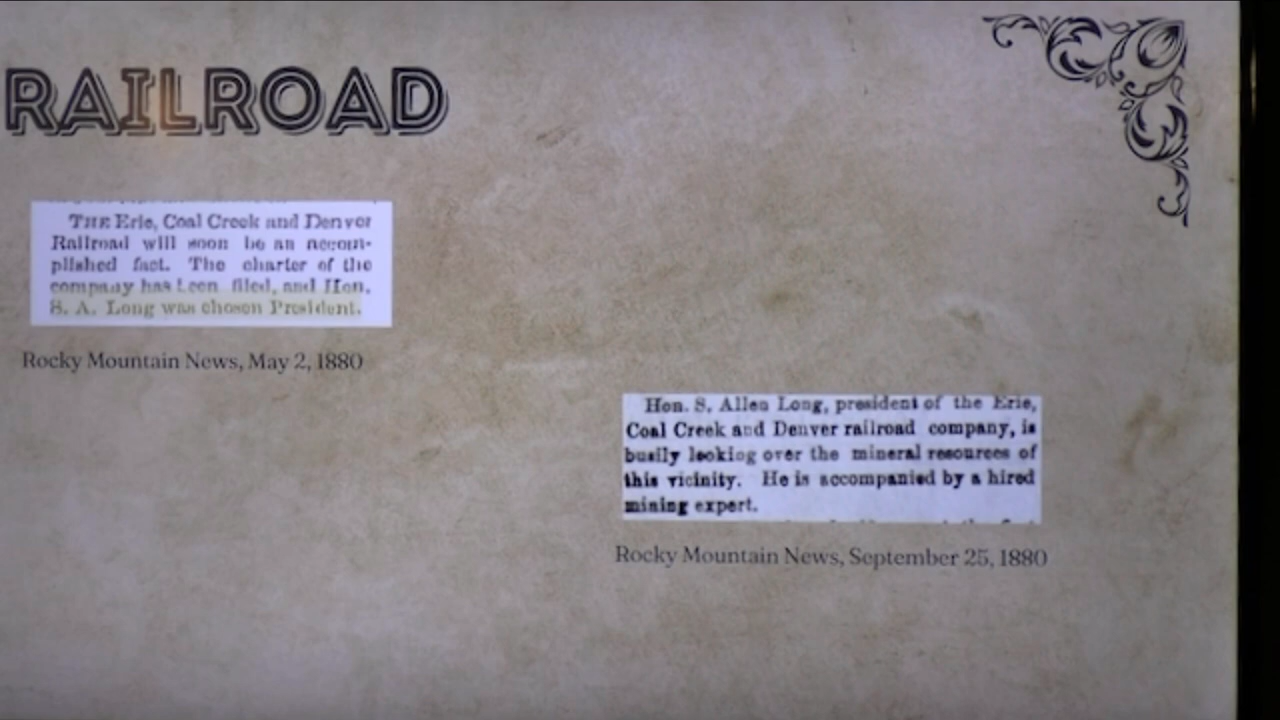 RAILROAD
THE Erie, Coal Creek and Denver
Railroad will soon be an accom-
plished fact. The charter of the
company has been filed, and Hon.
S. A. Long was chosen President.
Rocky Mountain News, May 2, 1880
Hon. S. Allen Long, president of the Erie,
Coal Creek and Denver railroad company, is
busily looking over the mineral resources of
this vicinity. He is accompanied by a hired
mining expert.
Rocky Mountain News, September 25, 1880